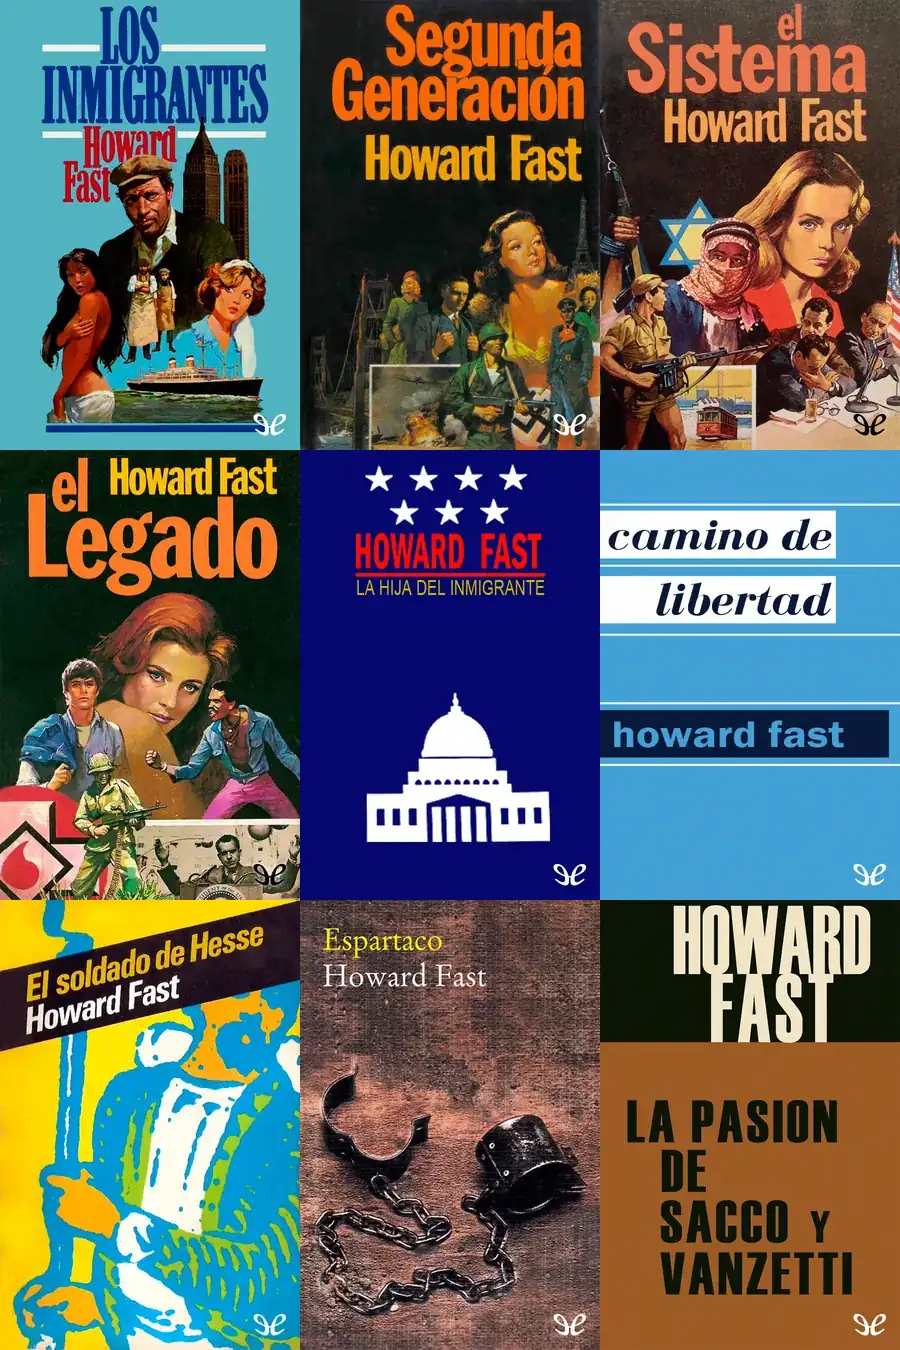 LOS
INMIGRANTES
Howard
Fast
Segunda
Generación
Howard Fast
el
Sistema
Howard Fast
el
Howard Fast
Legado
HOWARD FAST
LA HIJA DEL INMIGRANTE
camino de
libertad
howard fast
El soldado de Hesse
Howard Fast
Espartaco
Howard Fast
HOWARD
FAST
LA PASION
DE
SACCO Y
VANZETTI